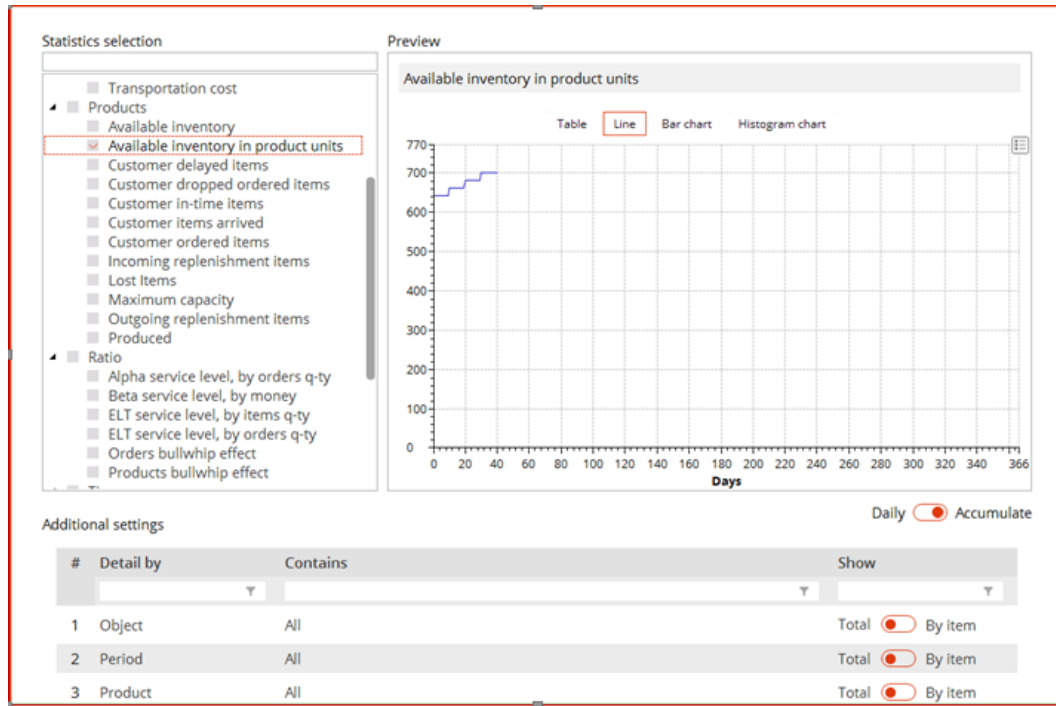 Statistics selection
Preview
Transportation cost
Products
Available inventory
Available inventory in product units
Customer delayed items
Customer dropped ordered items
Customer in-time items
Customer items arrived
Customer ordered items
Incoming replenishment items
Lost Items
Maximum capacity
Outgoing replenishment items
Produced
Ratio
Alpha service level, by orders q-ty
Beta service level, by money
ELT service level, by items q-ty
ELT service level, by orders q-ty
Orders bullwhip effect
Products bullwhip effect
Available inventory in product units
Table Line Bar chart Histogram chart
770
700
600
500
400
300
200
100
0
0 20 40 60 80 100 120 140 160 180 200 220 240 260 280 300 320 340 366
Days
Daily Accumulate
Additional settings
# Detail by Contains Show
1 Object All Total By item
2 Period All Total By item
3 Product All Total By item